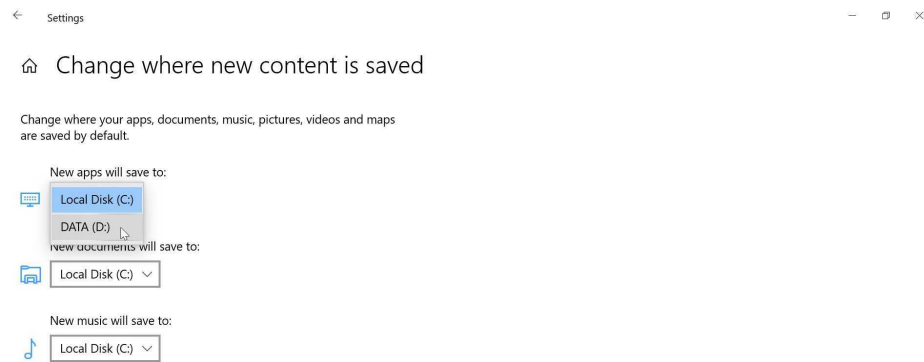 Settings
Change where new content is saved
Change where your apps, documents, music, pictures, videos and maps
are saved by default.
New apps will save to:
Local Disk (C:)
DATA (D:)
New documents will save to:
Local Disk (C:)
New music will save to:
Local Disk (C:)